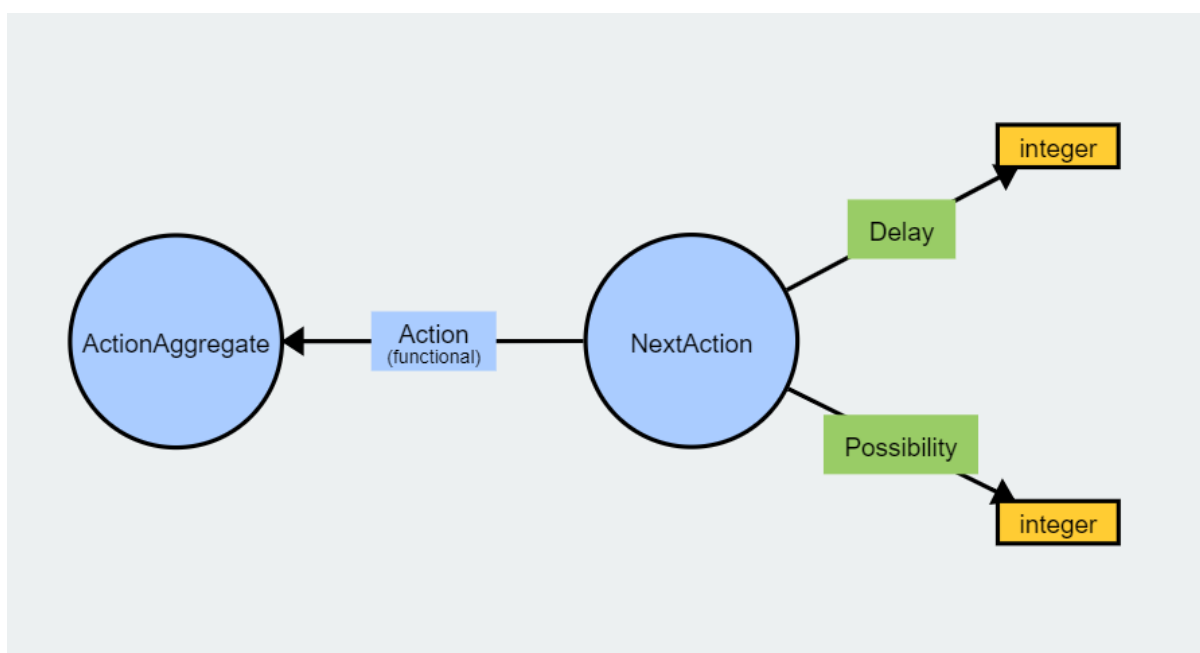 integer
Delay
Action
(functional)
ActionAggregate
NextAction
Possibility
integer